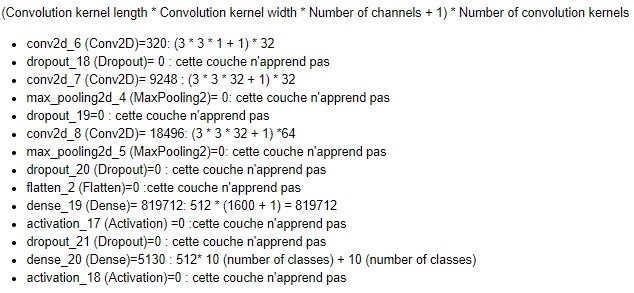 (Convolution kernel length * Convolution kernel width * Number of channels + 1) * Number of convolution kernels
• conv2d_6 (Conv2D)=320: (3 * 3 * 1 + 1) * 32
• dropout_18 (Dropout)= 0 : cette couche n'apprend pas
• conv2d_7 (Conv2D)= 9248 : (3 * 3 * 32 + 1) * 32
• max_pooling2d_4 (MaxPooling2)= 0: cette couche n'apprend pas
• dropout_19=0 : cette couche n'apprend pas
• conv2d_8 (Conv2D)= 18496: (3 * 3 * 32 + 1) *64
• max_pooling2d_5 (MaxPooling2)=0: cette couche n'apprend pas
• dropout_20 (Dropout)=0 : cette couche n'apprend pas
• flatten_2 (Flatten)=0 :cette couche n'apprend pas
• dense_19 (Dense)= 819712: 512 * (1600 + 1) = 819712
• activation_17 (Activation) =0 :cette couche n'apprend pas
• dropout_21 (Dropout)=0 : cette couche n'apprend pas
• dense_20 (Dense)=5130 : 512* 10 (number of classes) + 10 (number of classes)
• activation_18 (Activation)=0 : cette couche n'apprend pas